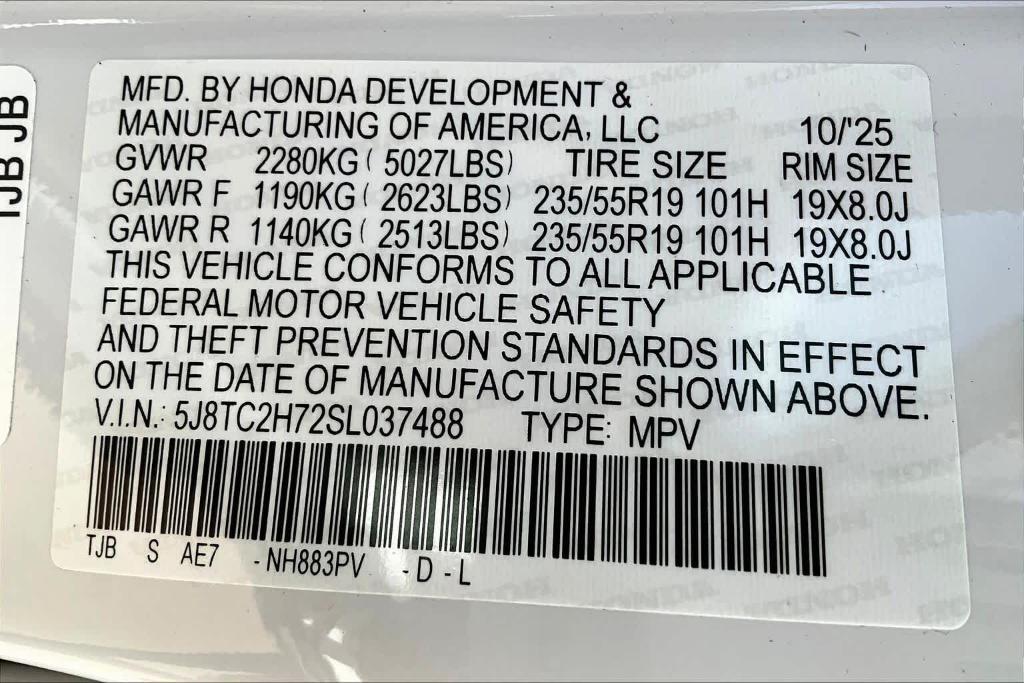 MFD. BY HONDA DEVELOPMENT &
MANUFACTURING OF AMERICA, LLC 10/'25
GVWR 2280KG ( 5027LBS) TIRE SIZE RIM SIZE
GAWR F 1190KG ( 2623LBS) 235/55R19 101H 19X8.0J
GAWR R 1140KG ( 2513LBS) 235/55R19 101H 19X8.0J
THIS VEHICLE CONFORMS TO ALL APPLICABLE
FEDERAL MOTOR VEHICLE SAFETY
AND THEFT PREVENTION STANDARDS IN EFFECT
ON THE DATE OF MANUFACTURE SHOWN ABOVE.
V.I.N.: 5J8TC2H72SL037488 TYPE: MPV
TJB S AE7 - NH883PV - D - L
TJB JB